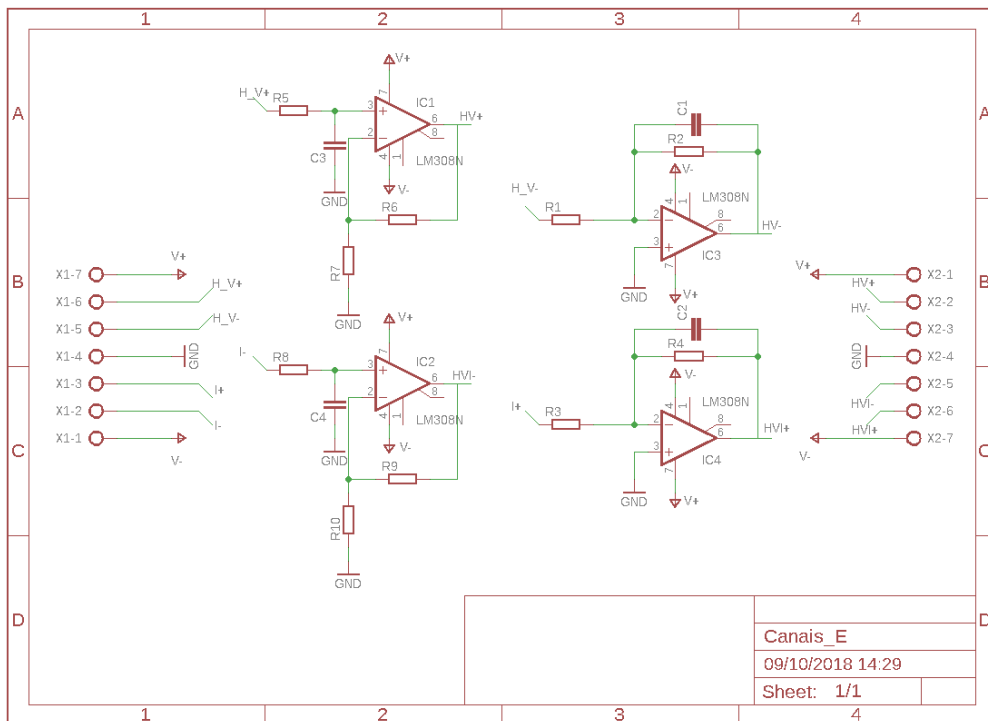 1 2 3 4
A
V+
H_V+ R5
7
3
IC1
6
HV+
2
8
C3
4
1
LM308N
V-
GND
R6
R7
GND
C1
R2
V-
4
1
LM308N
H_V-
R1
2
8
6
HV-
3
IC3
7
GND
V+
A
B
X1-7
V+
X1-6
H_V+
X1-5
H_V-
X1-4
GND
X1-3
I+
X1-2
I-
X1-1
V-
V+
7
I-
R8
3
IC2
6
HVI-
2
8
C4
4
1
LM308N
V-
GND
R9
R10
GND
C2
R4
V-
4
1
LM308N
I+
R3
2
8
6
HVI+
3
IC4
7
GND
V+
V+
X2-1
HV+
X2-2
HV-
X2-3
GND
X2-4
X2-5
HVI-
X2-6
HVI+
X2-7
V-
B
C
C
D
D
Canais_E
09/10/2018 14:29
Sheet: 1/1
1 2 3 4